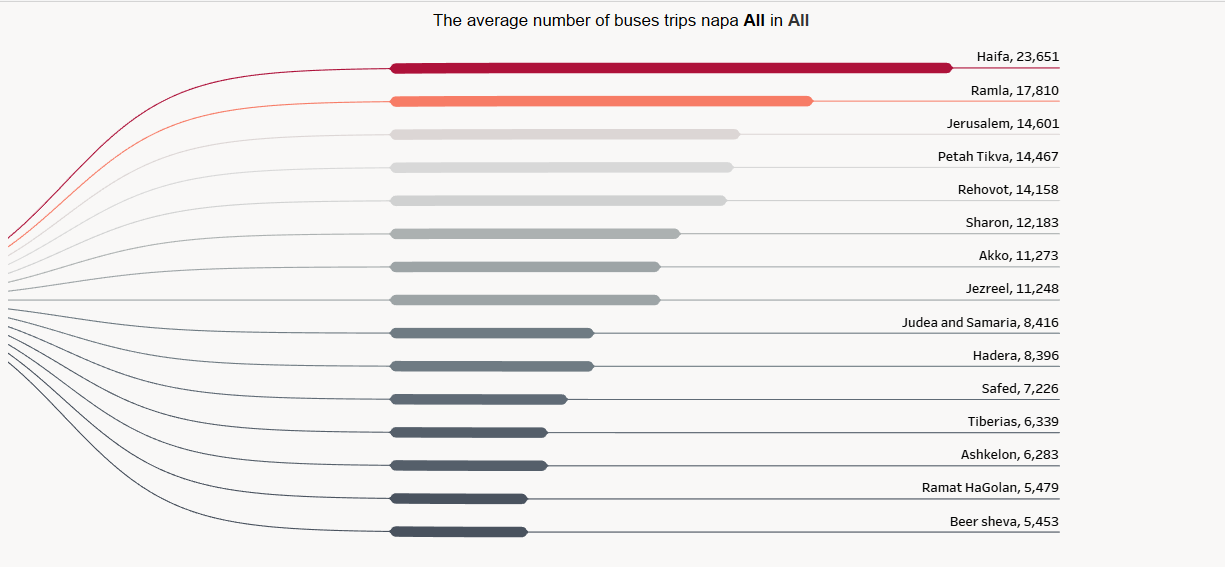 The average number of buses trips napa All in All
Haifa, 23,651
Ramla, 17,810
Jerusalem, 14,601
Petah Tikva, 14,467
Rehovot, 14,158
Sharon, 12,183
Akko, 11,273
Jezreel, 11,248
Judea and Samaria, 8,416
Hadera, 8,396
Safed, 7,226
Tiberias, 6,339
Ashkelon, 6,283
Ramat HaGolan, 5,479
Beer sheva, 5,453